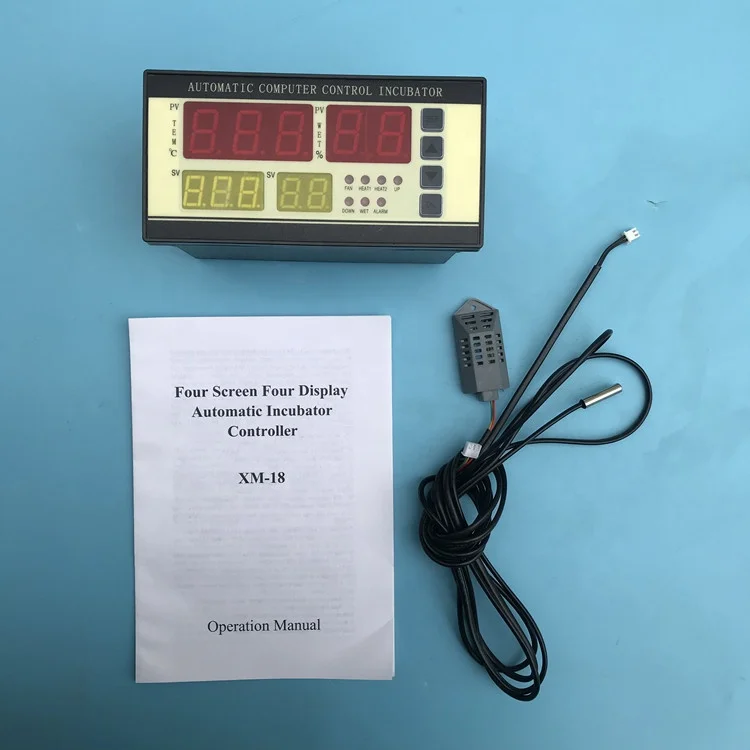 AUTOMATIC COMPUTER CONTROL INCUBATOR
PV
TEM
℃
PV
WET
%
SV
SV
FAN HEAT1 HEAT2 UP
DOWN WET ALARM
Four Screen Four Display
Automatic Incubator
Controller
XM-18
Operation Manual